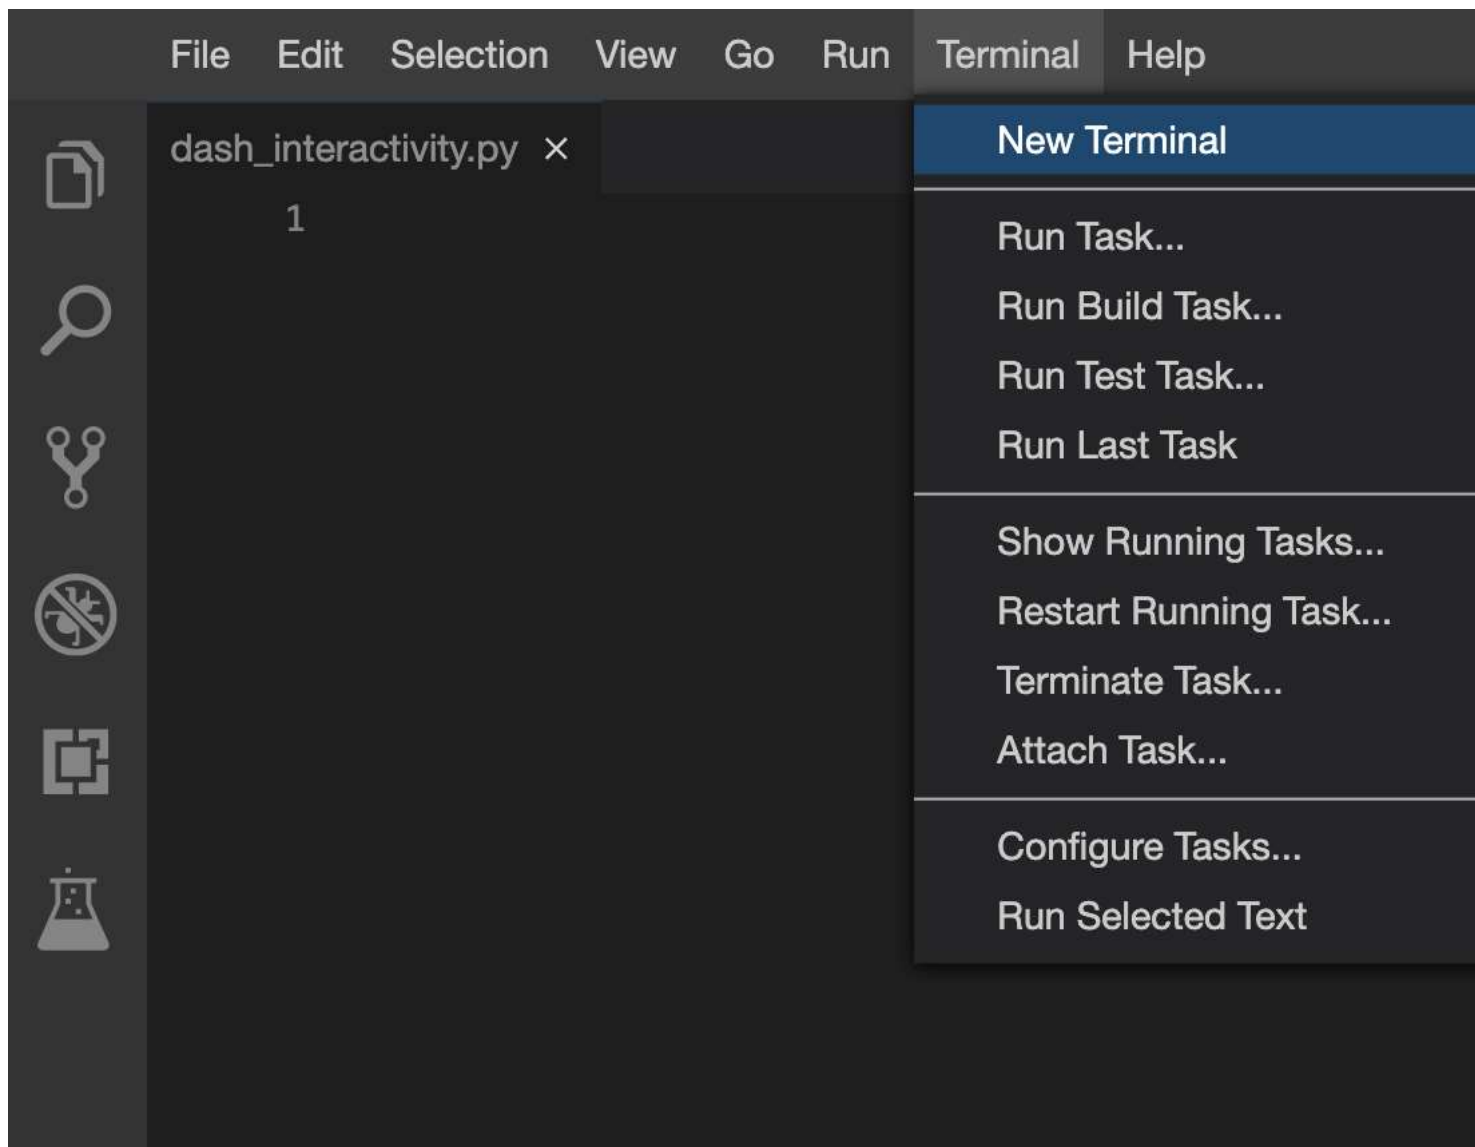 File Edit Selection View Go Run Terminal Help
dash_interactivity.py ×
1
New Terminal
Run Task...
Run Build Task...
Run Test Task...
Run Last Task
Show Running Tasks...
Restart Running Task...
Terminate Task...
Attach Task...
Configure Tasks...
Run Selected Text